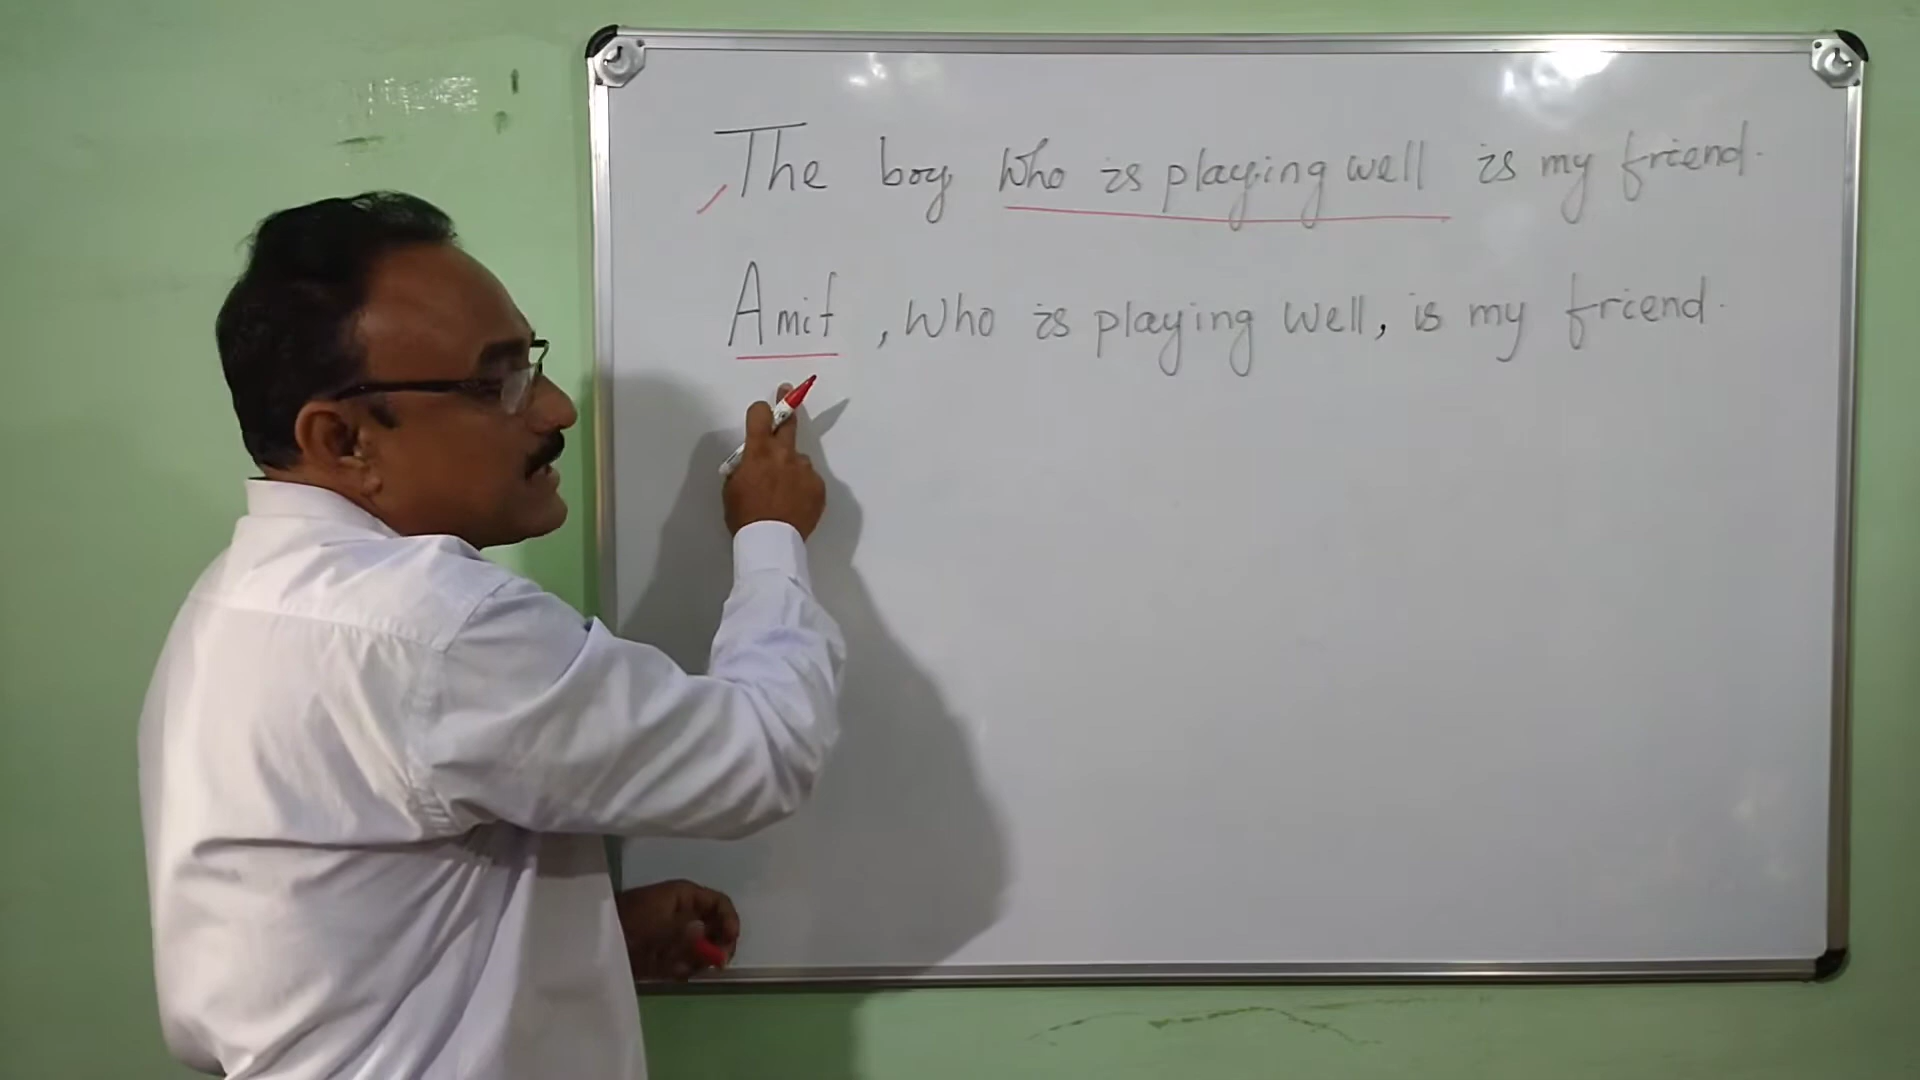 The boy who is playing well is my friend.
Amit , Who is playing well, is my friend.